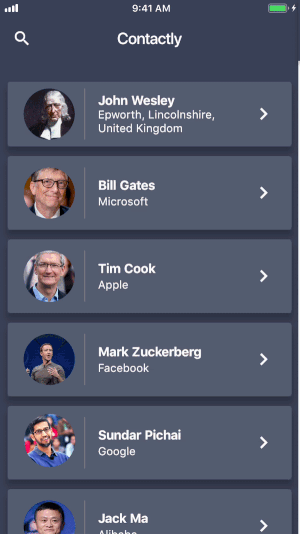 9:41 AM
Contactly
John Wesley
Epworth, Lincolnshire,
United Kingdom
Bill Gates
Microsoft
Tim Cook
Apple
Mark Zuckerberg
Facebook
Sundar Pichai
Google
Jack Ma
Alibaba